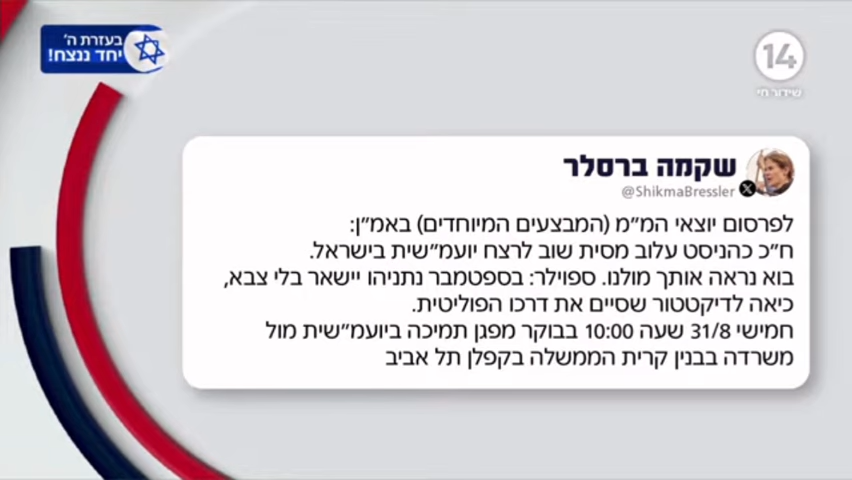 בעזרת ה'
יחד ננצח!
14
שידור חי
שקמה ברסלר
@ShikmaBressler
לפרסום יוצאי המ״מ (המבצעים המיוחדים) באמ״ן:
ח״כ כהניסט עלוב מסית שוב לרצח יועמ״שית בישראל.
בוא נראה אותך מולנו. ספוילר: בספטמבר נתניהו יישאר בלי צבא,
כיאה לדיקטטור שסיים את דרכו הפוליטית.
חמישי 31/8 שעה 10:00 בבוקר מפגן תמיכה ביועמ״שית מול
משרדה בבנין קרית הממשלה בקפלן תל אביב